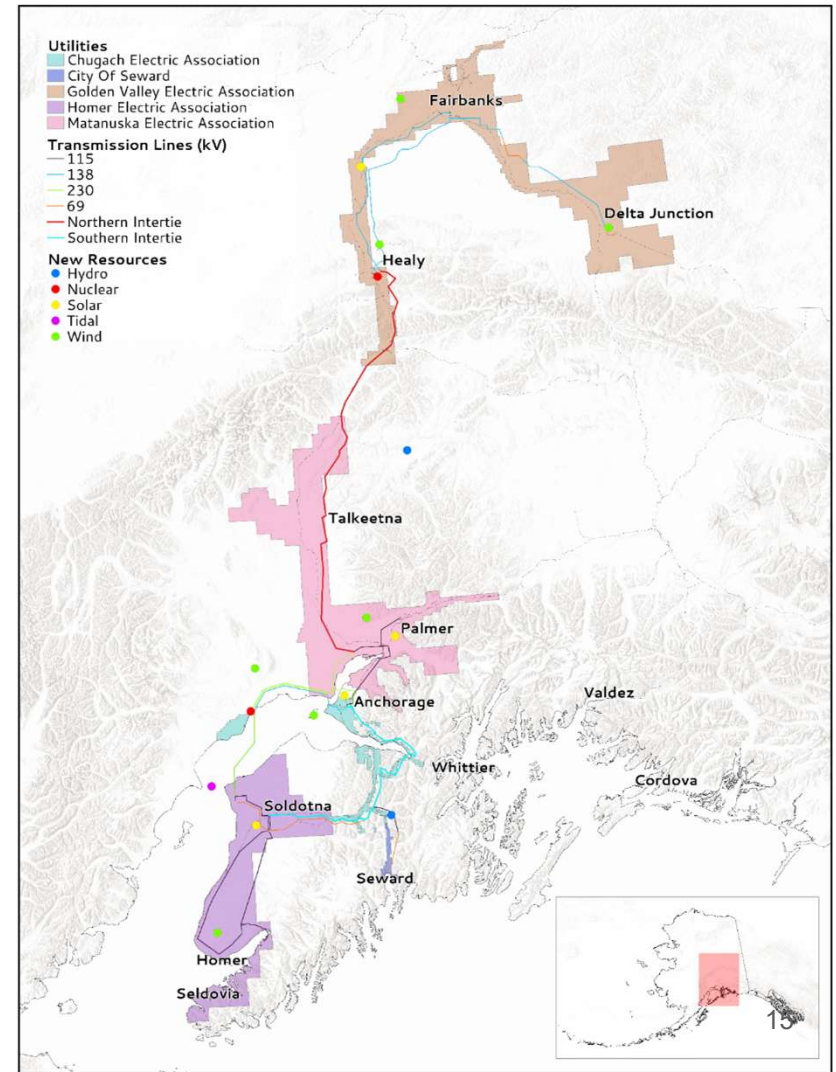 Utilities
Chugach Electric Association
City Of Seward
Golden Valley Electric Association
Homer Electric Association
Matanuska Electric Association
Transmission Lines (kV)
115
138
230
69
Northern Intertie
Southern Intertie
New Resources
Hydro
Nuclear
Solar
Tidal
Wind
Fairbanks
Delta Junction
Healy
Talkeetna
Palmer
Anchorage
Valdez
Whittier
Cordova
Soldotna
Seward
Homer
Seldovia
15